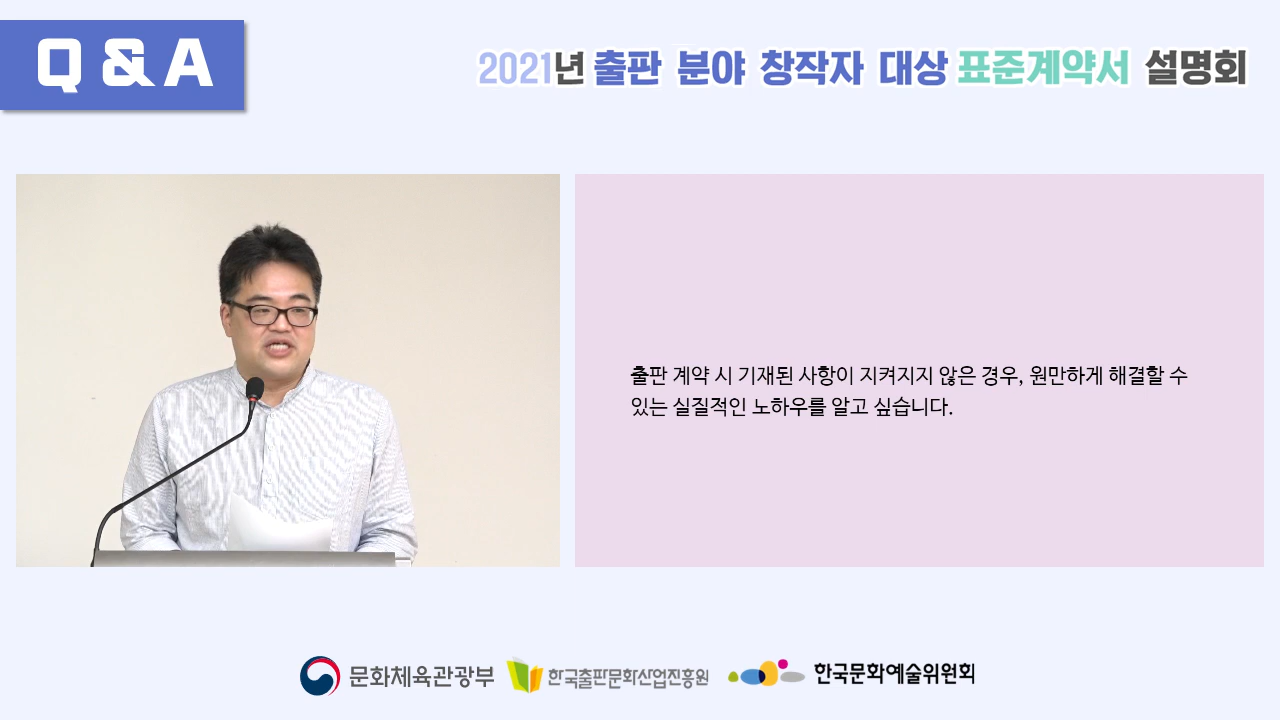 Q & A
2021년 출판 분야 창작자 대상 표준계약서 설명회
출판 계약 시 기재된 사항이 지켜지지 않은 경우, 원만하게 해결할 수
있는 실질적인 노하우를 알고 싶습니다.
문화체육관광부 한국출판문화산업진흥원 한국문화예술위원회